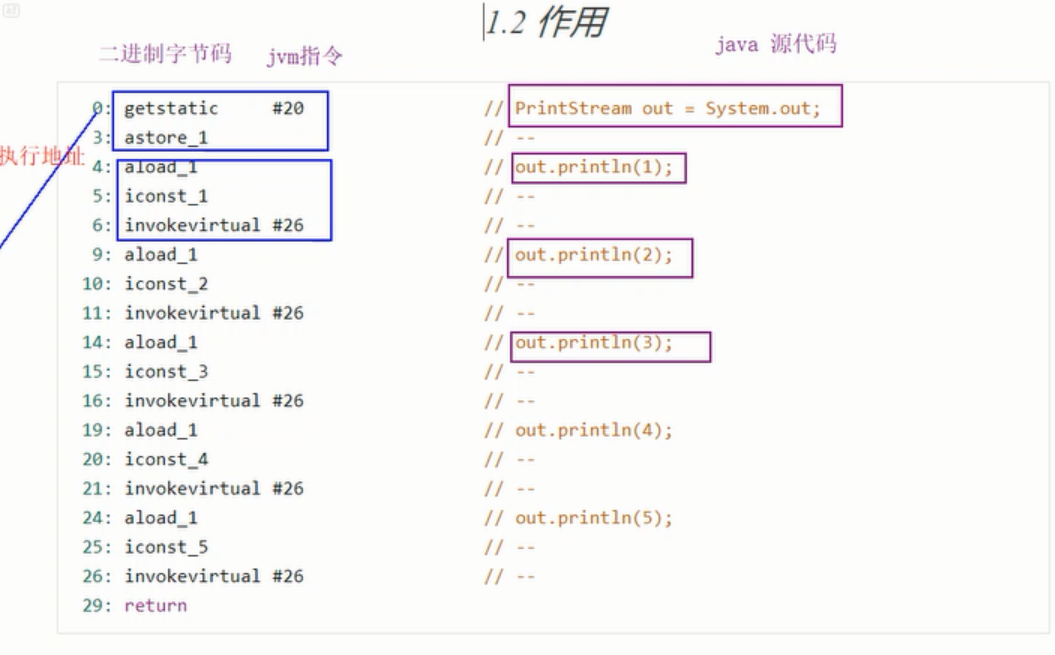 1.2 作用
二进制字节码 jvm指令 java 源代码
0: getstatic #20 // PrintStream out = System.out;
3: astore_1 // --
执行地址
4: aload_1 // out.println(1);
5: iconst_1 // --
6: invokevirtual #26 // --
9: aload_1 // out.println(2);
10: iconst_2 // --
11: invokevirtual #26 // --
14: aload_1 // out.println(3);
15: iconst_3 // --
16: invokevirtual #26 // --
19: aload_1 // out.println(4);
20: iconst_4 // --
21: invokevirtual #26 // --
24: aload_1 // out.println(5);
25: iconst_5 // --
26: invokevirtual #26 // --
29: return